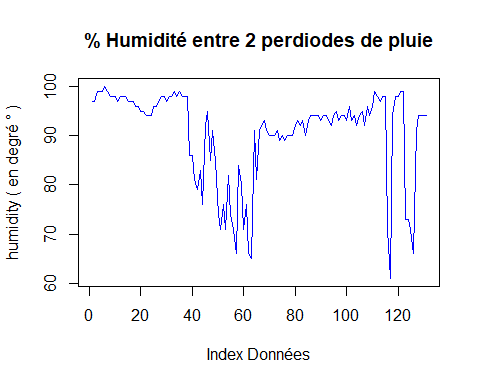 % Humidité entre 2 perdiodes de pluie
humidity ( en degré ° )
100
90
80
70
60
0 20 40 60 80 100 120
Index Données